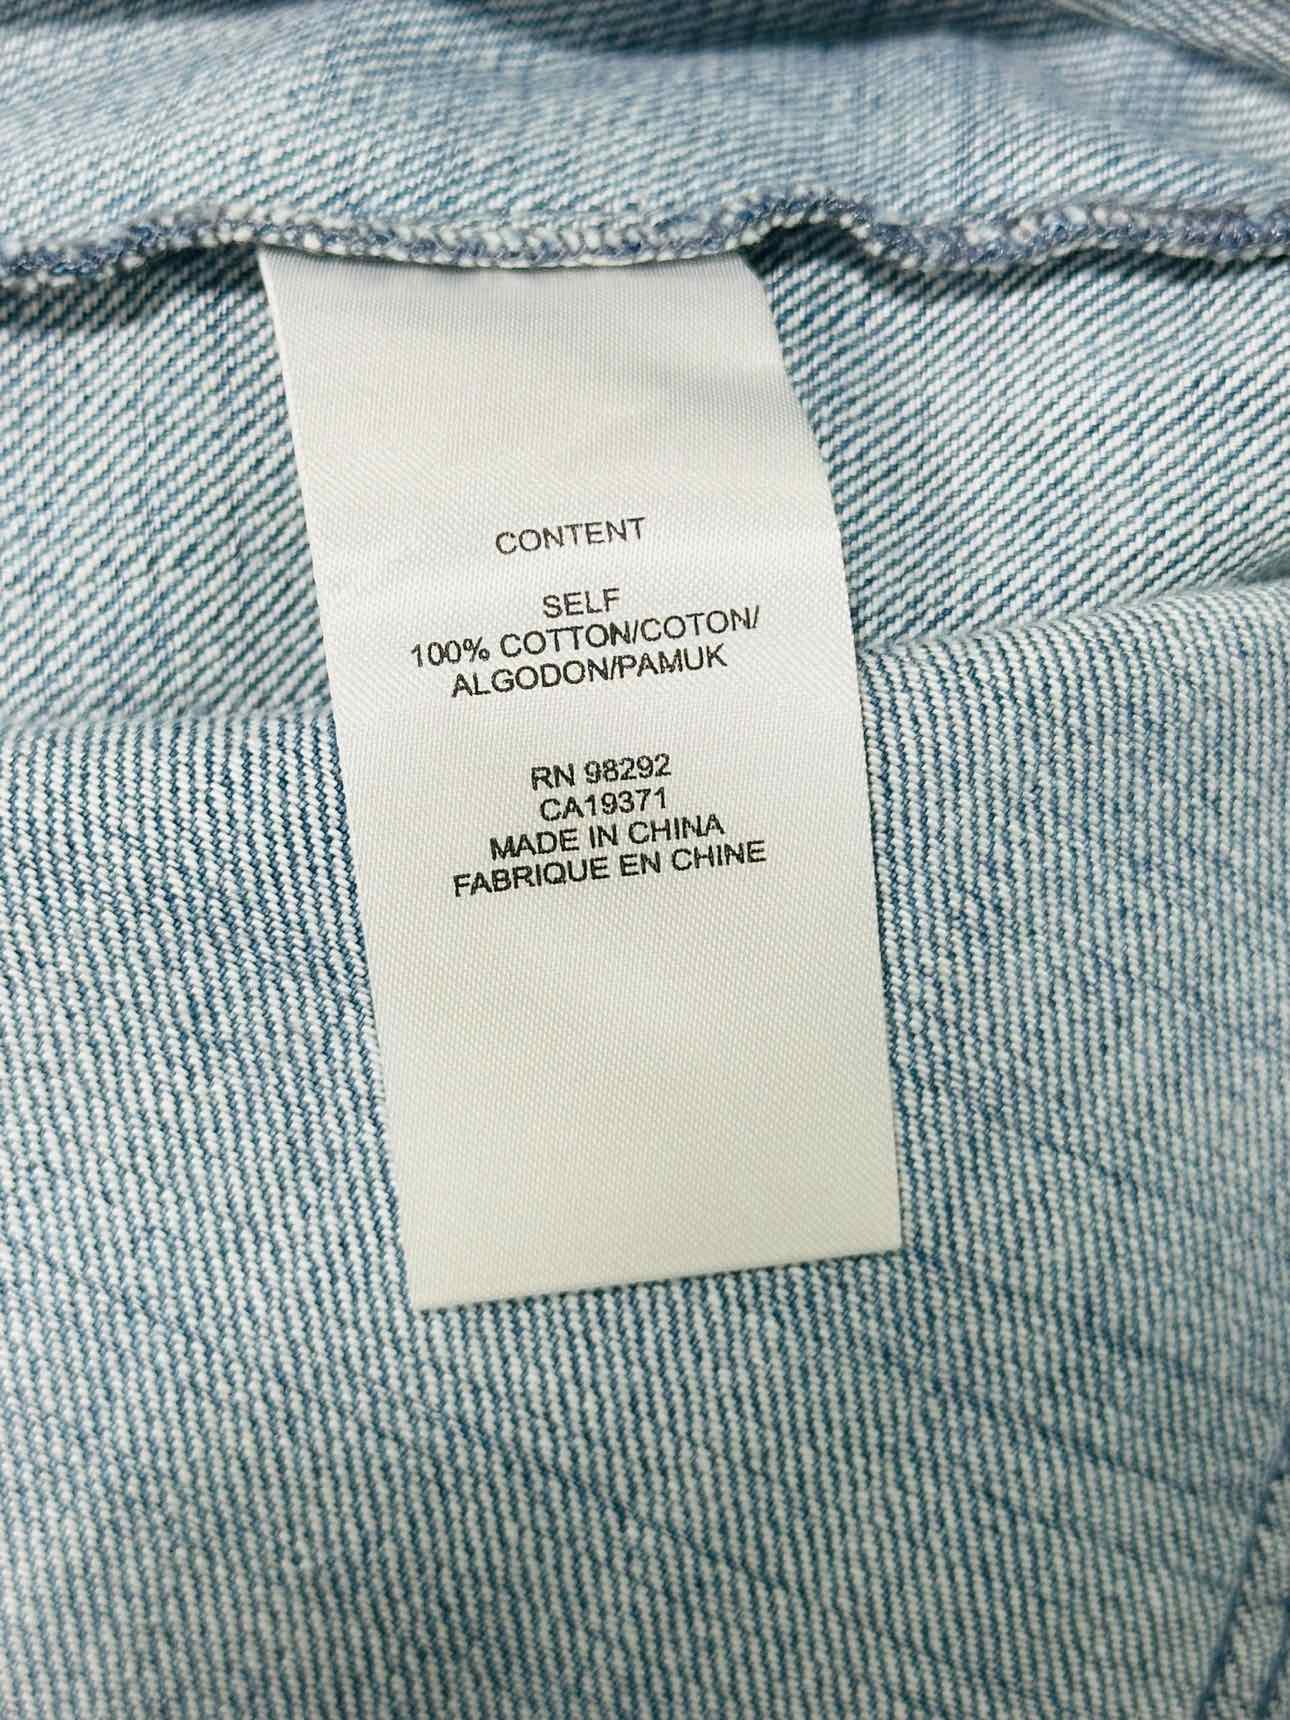 CONTENT
SELF
100% COTTON/COTON/
ALGODON/PAMUK
RN 98292
CA19371
MADE IN CHINA
FABRIQUE EN CHINE